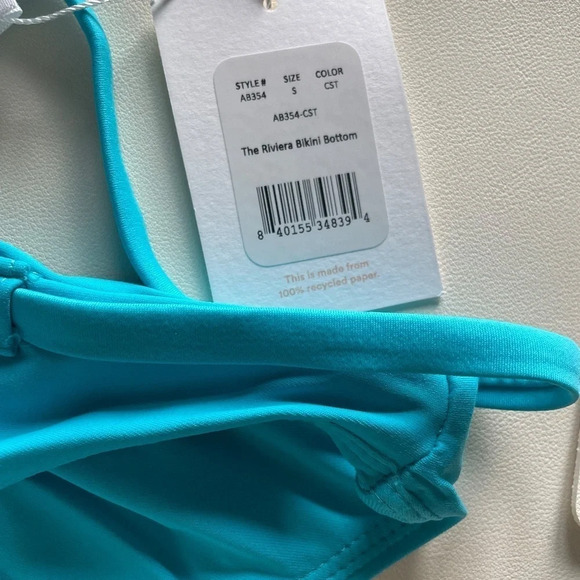 STYLE # SIZE COLOR
AB354 S CST
AB354-CST
The Riviera Bikini Bottom
8 40155 34839 4
This is made from
100% recycled paper